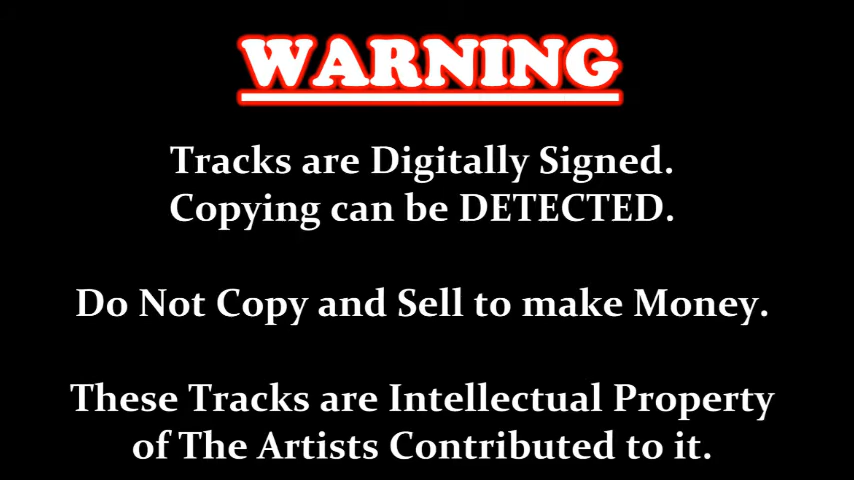 WARNING
Tracks are Digitally Signed.
Copying can be DETECTED.
Do Not Copy and Sell to make Money.
These Tracks are Intellectual Property
of The Artists Contributed to it.